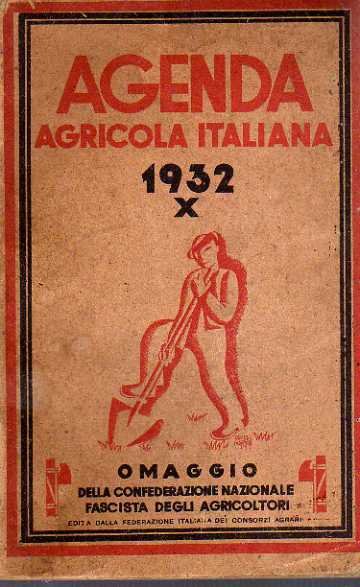 AGENDA
AGRICOLA ITALIANA
1932
X
OMAGGIO
DELLA CONFEDERAZIONE NAZIONALE
FASCISTA DEGLI AGRICOLTORI
EDITA DALLA FEDERAZIONE ITALIANA DEI CONSORZI AGRARI